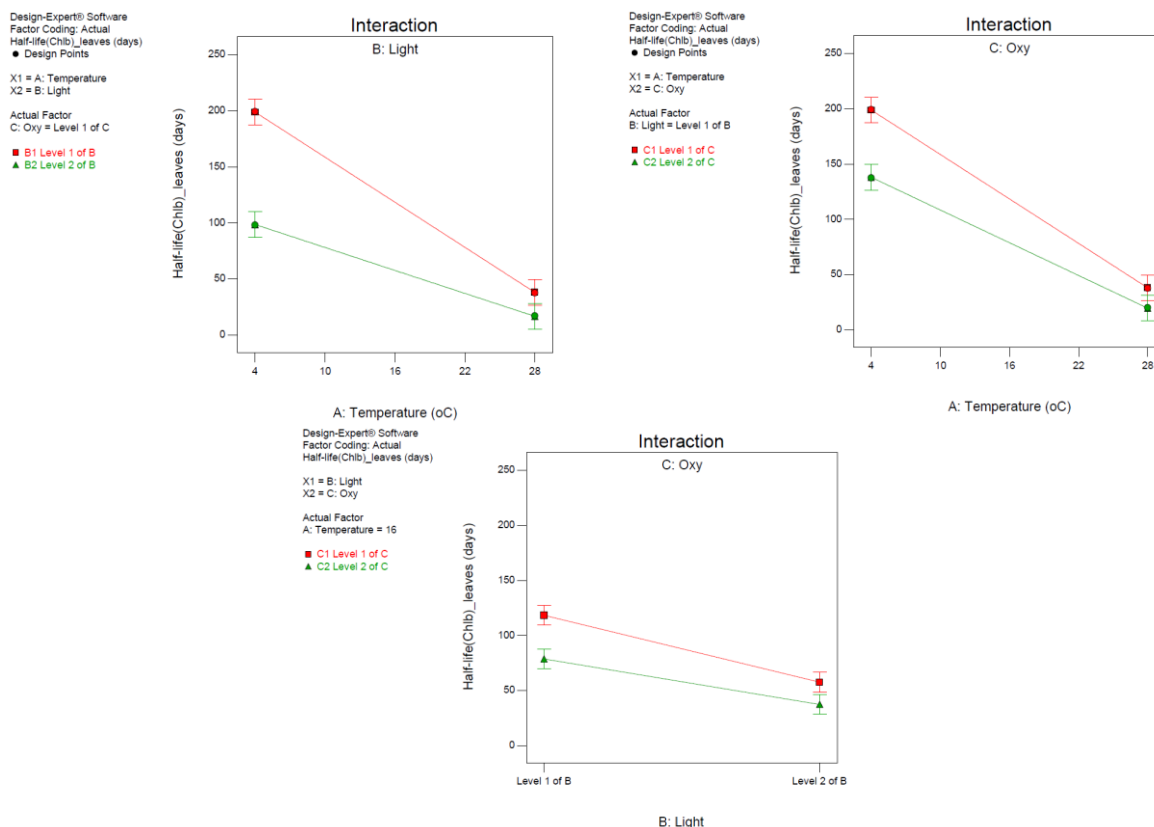 Design-Expert® Software
Factor Coding: Actual
Half-life(Chlb)_leaves (days)
Design Points
X1 = A: Temperature
X2 = B: Light
Actual Factor
C: Oxy = Level 1 of C
B1 Level 1 of B
B2 Level 2 of B
Interaction
B: Light
Half-life(Chlb)_leaves (days)
250
200
150
100
50
0
4
10
16
22
28
A: Temperature (oC)
Design-Expert® Software
Factor Coding: Actual
Half-life(Chlb)_leaves (days)
Design Points
X1 = A: Temperature
X2 = C: Oxy
Actual Factor
B: Light = Level 1 of B
C1 Level 1 of C
C2 Level 2 of C
Interaction
C: Oxy
Half-life(Chlb)_leaves (days)
250
200
150
100
50
0
4
10
16
22
28
A: Temperature (oC)
Design-Expert® Software
Factor Coding: Actual
Half-life(Chlb)_leaves (days)
X1 = B: Light
X2 = C: Oxy
Actual Factor
A: Temperature = 16
C1 Level 1 of C
C2 Level 2 of C
Interaction
C: Oxy
Half-life(Chlb)_leaves (days)
250
200
150
100
50
0
Level 1 of B
Level 2 of B
B: Light